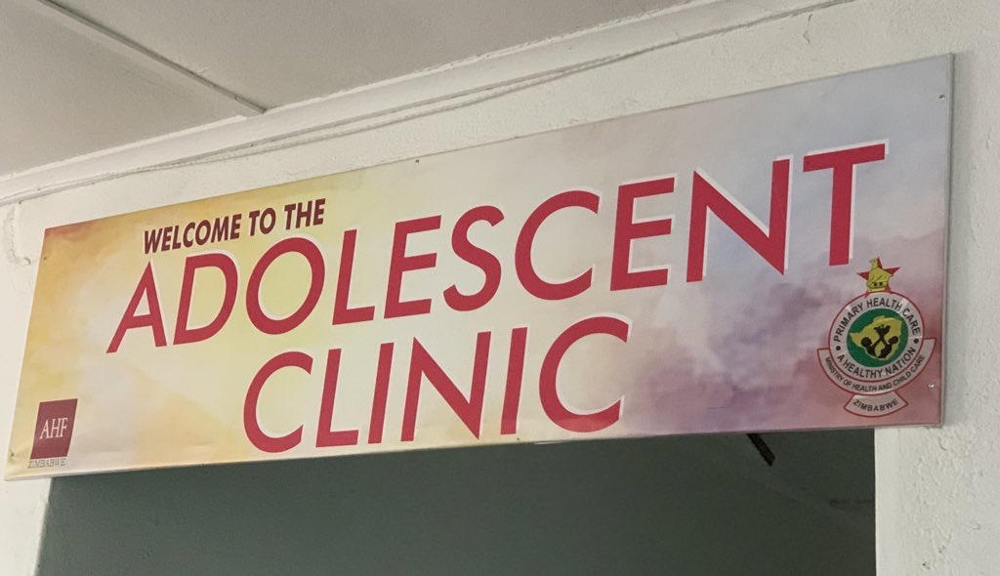 WELCOME TO THE
ADOLESCENT
CLINIC
AHF
ZIMBABWE
PRIMARY HEALTH CARE
A HEALTHY NATION
MINISTRY OF HEALTH AND CHILD CARE
ZIMBABWE